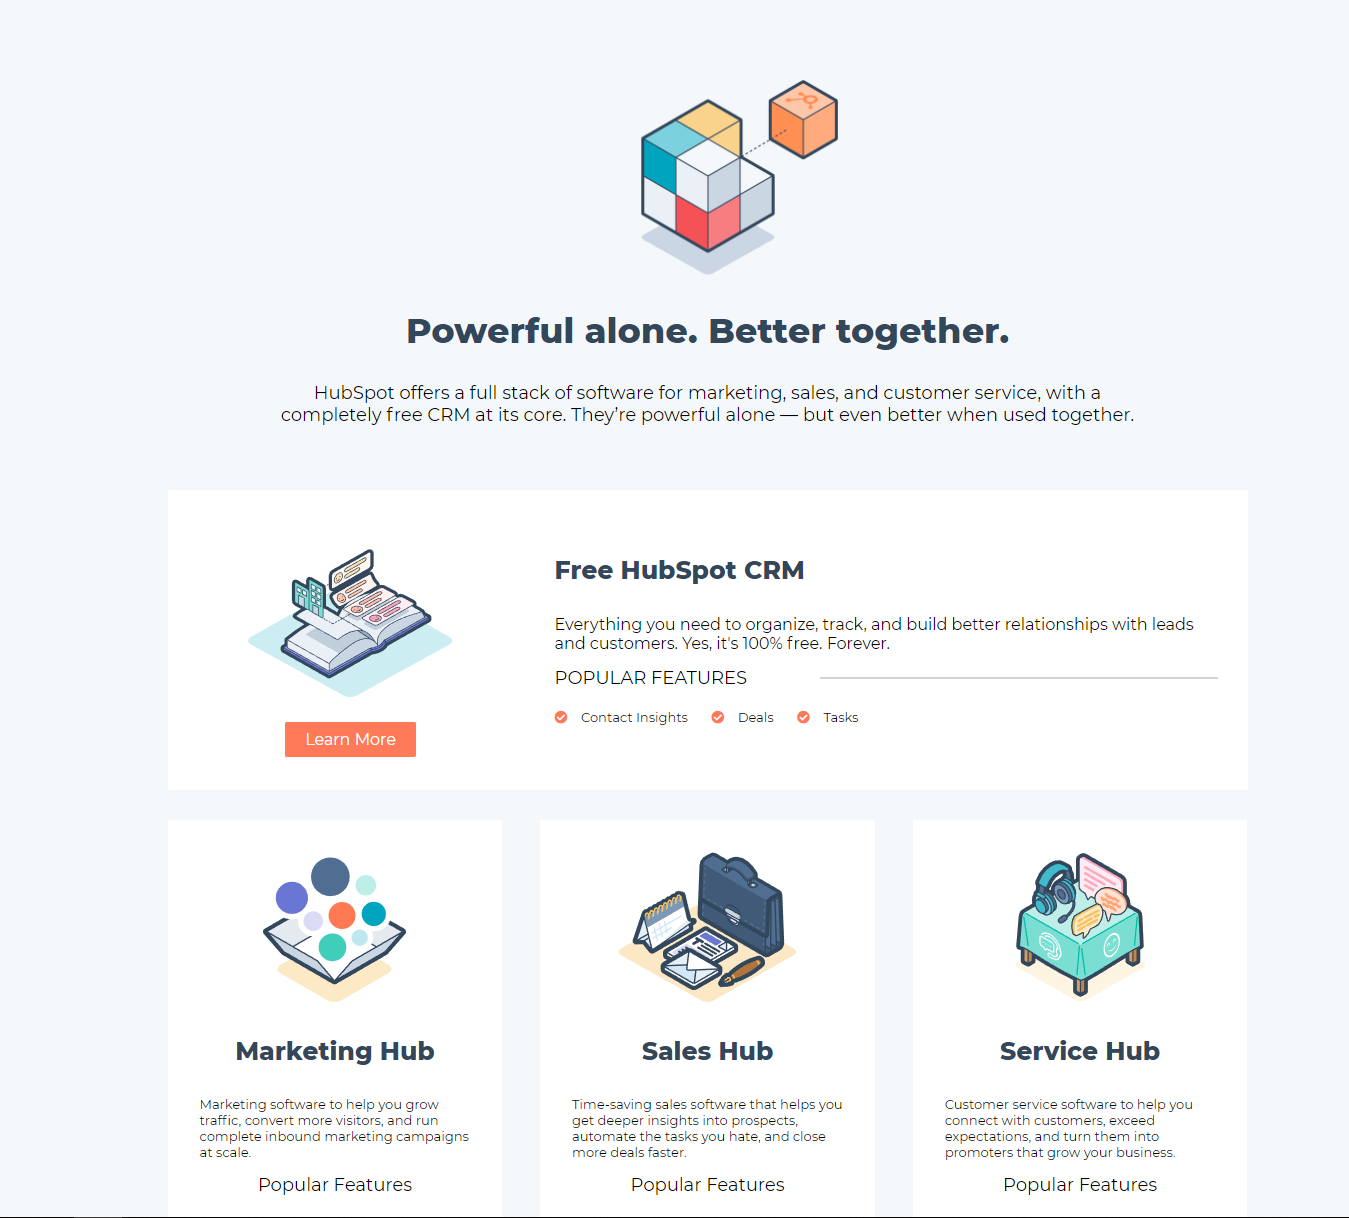 Powerful alone. Better together.
HubSpot offers a full stack of software for marketing, sales, and customer service, with a
completely free CRM at its core. They’re powerful alone — but even better when used together.
Free HubSpot CRM
Everything you need to organize, track, and build better relationships with leads
and customers. Yes, it's 100% free. Forever.
POPULAR FEATURES
Contact Insights Deals Tasks
Learn More
Marketing Hub
Marketing software to help you grow
traffic, convert more visitors, and run
complete inbound marketing campaigns
at scale.
Popular Features
Sales Hub
Time-saving sales software that helps you
get deeper insights into prospects,
automate the tasks you hate, and close
more deals faster.
Popular Features
Service Hub
Customer service software to help you
connect with customers, exceed
expectations, and turn them into
promoters that grow your business.
Popular Features